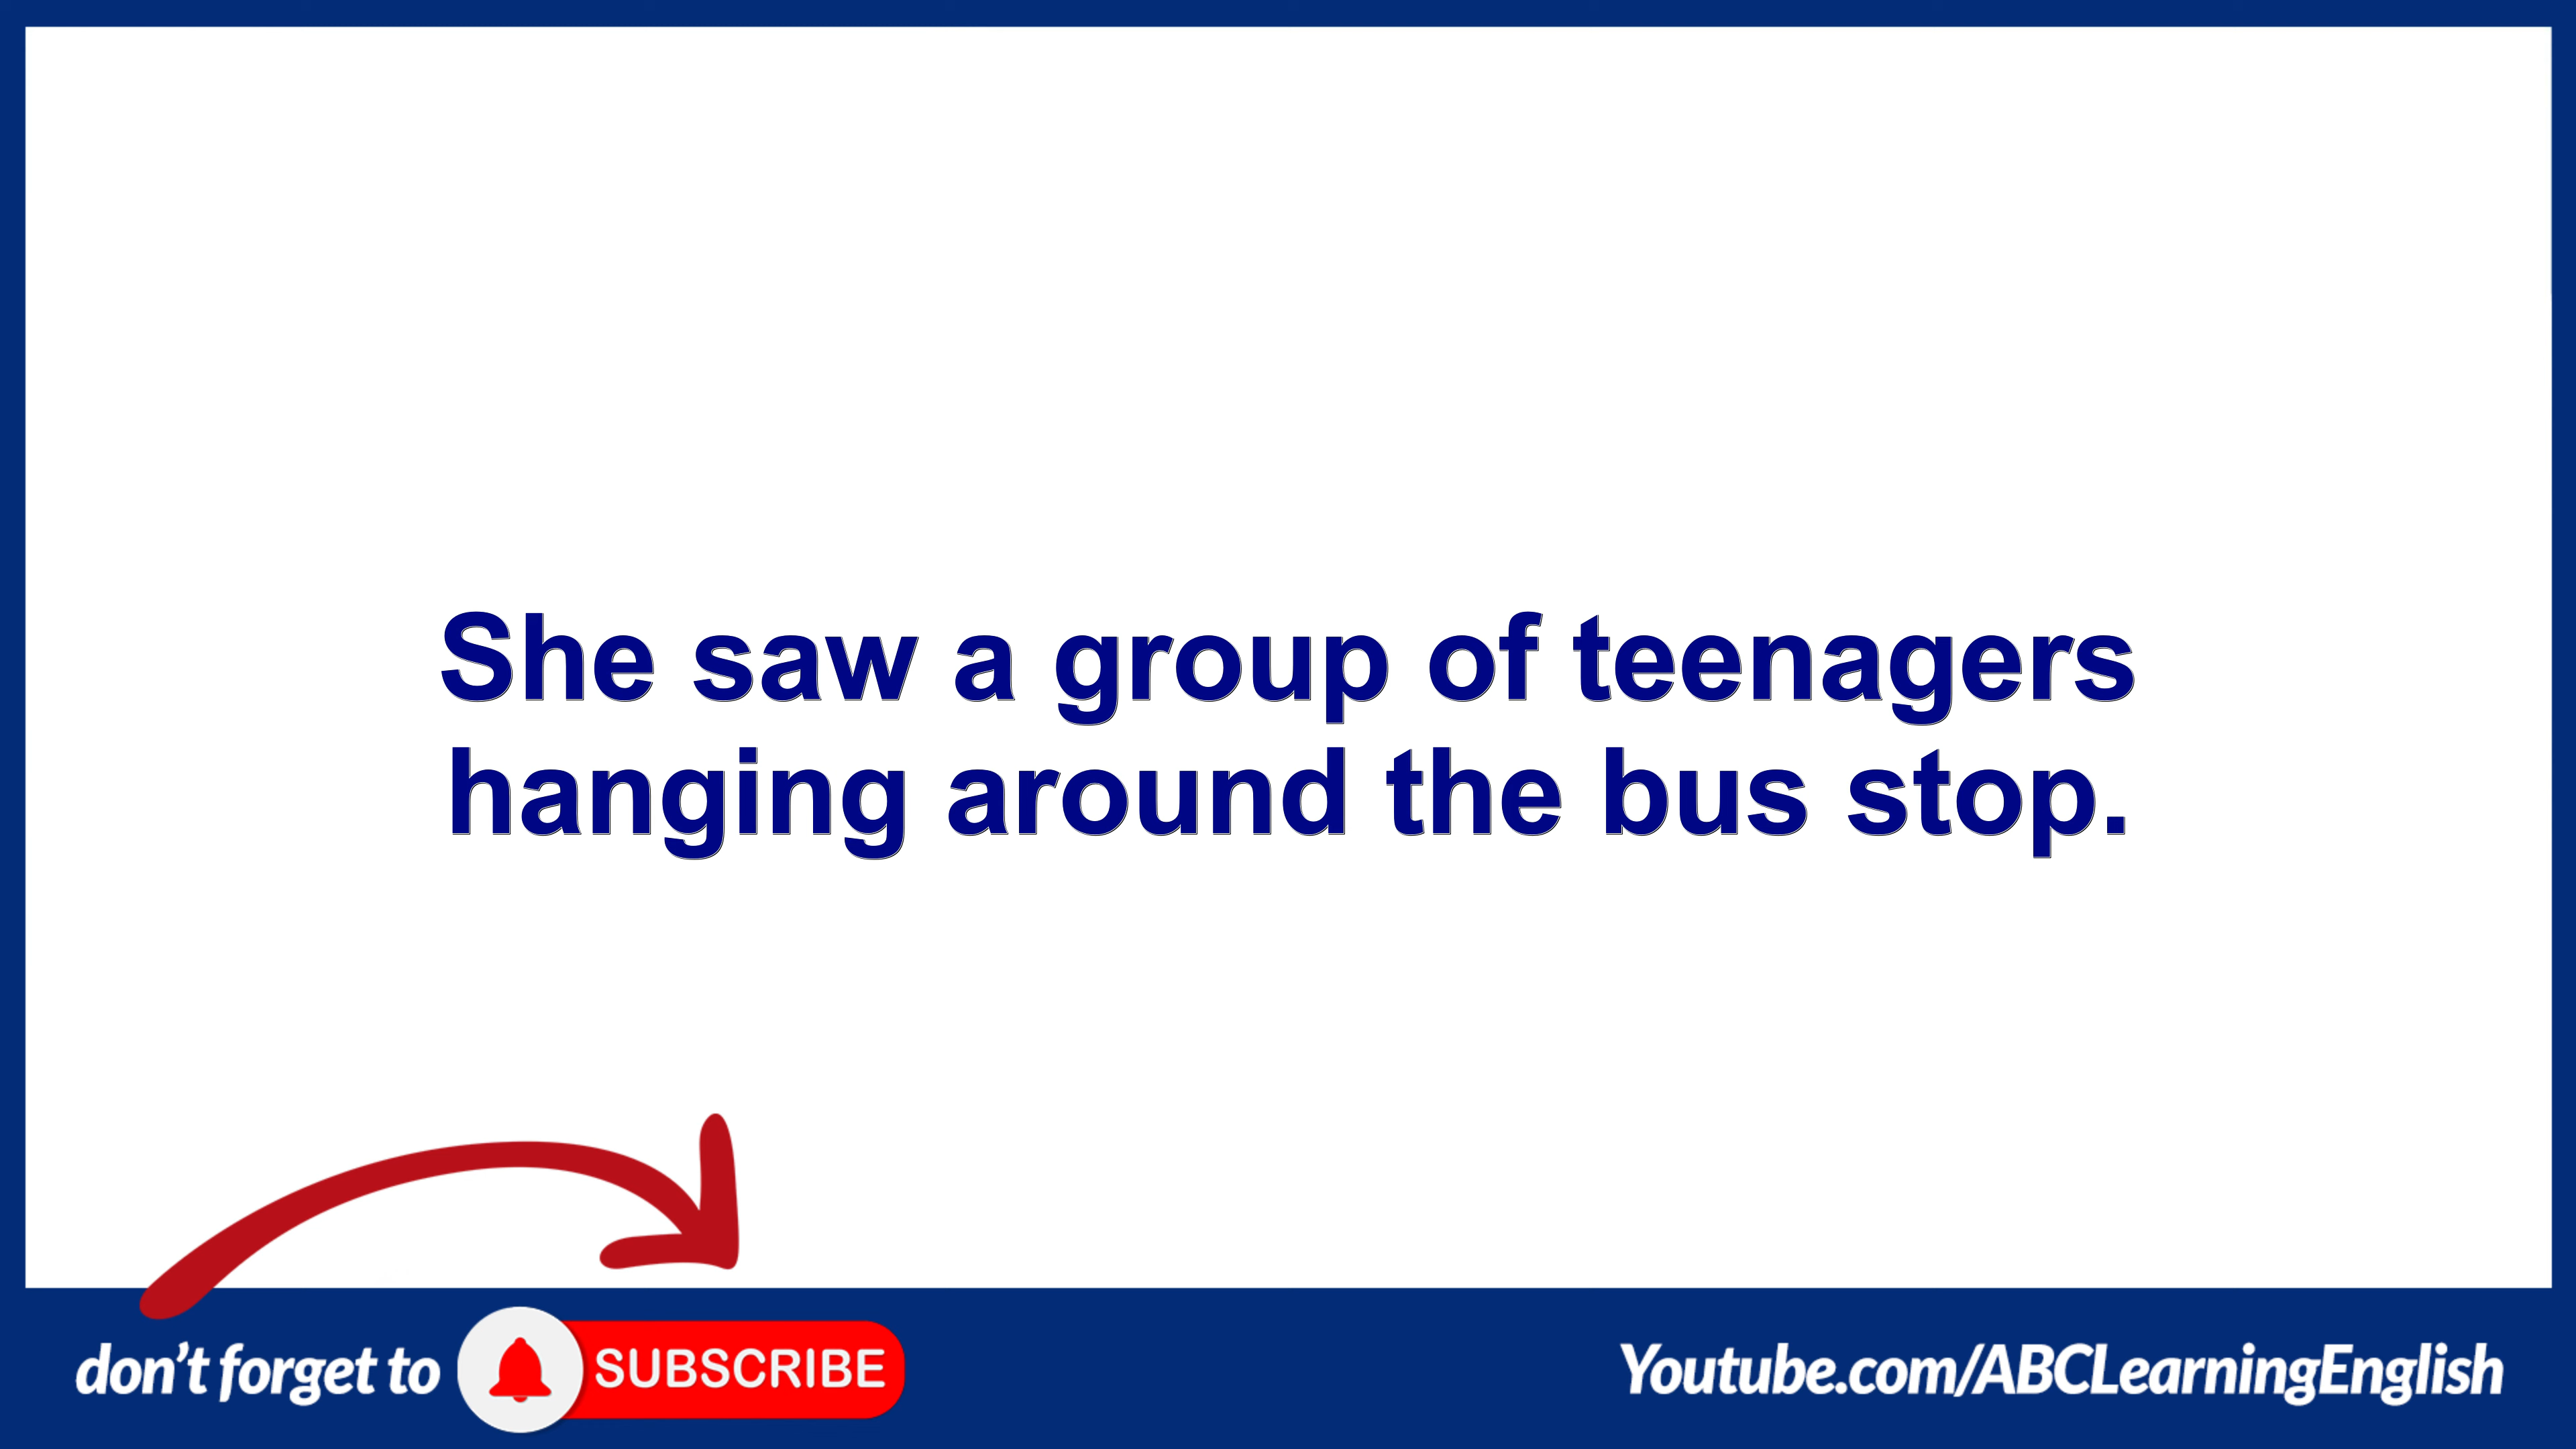 She saw a group of teenagers
hanging around the bus stop.
don't forget to SUBSCRIBE
Youtube.com/ABCLearningEnglish